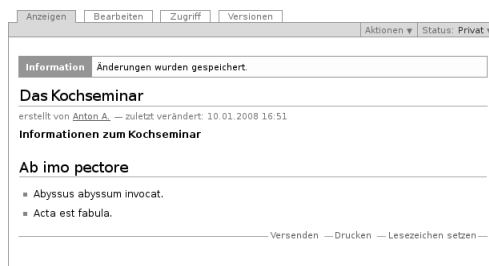 Anzeigen Bearbeiten Zugriff Versionen
Aktionen ▼ Status: Privat
Information Änderungen wurden gespeichert.
Das Kochseminar
erstellt von Anton A. — zuletzt verändert: 10.01.2008 16:51
Informationen zum Kochseminar
Ab imo pectore
Abyssus abyssum invocat.
Acta est fabula.
Versenden — Drucken — Lesezeichen setzen —